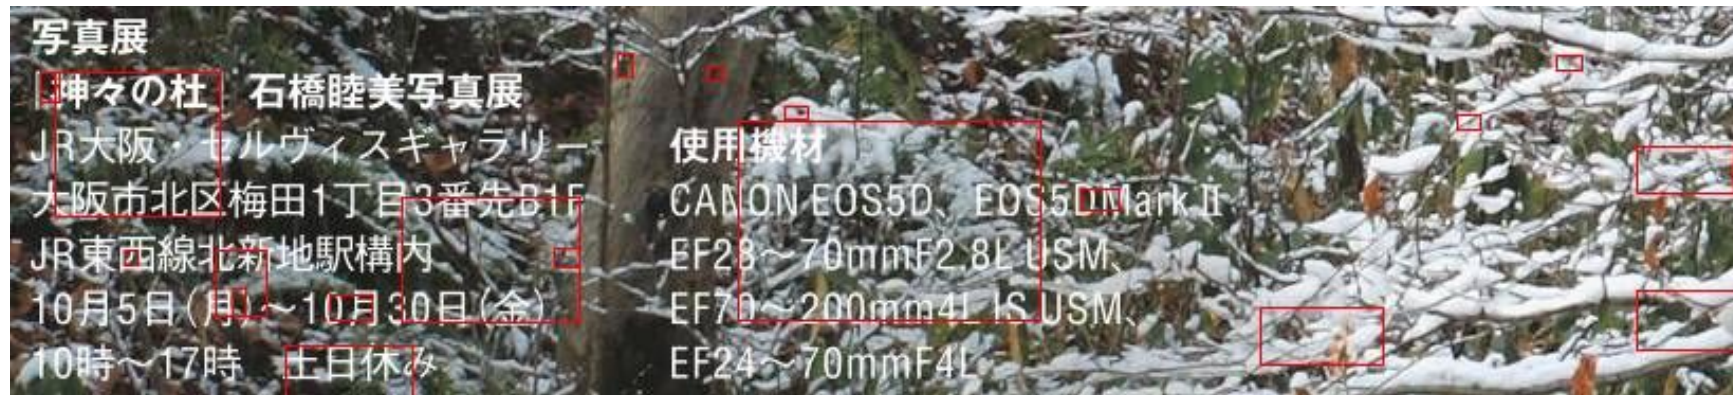 写真展
「神々の杜」 石橋睦美写真展
JR大阪・セルヴィスギャラリー
大阪市北区梅田1丁目3番先B1F
JR東西線北新地駅構内
10月5日(月)～10月30日(金)
10時～17時　土日休み
使用機材
CANON EOS5D、EOS5DMarkⅡ
EF28～70mmF2.8L USM、
EF70～200mm4L IS USM、
EF24～70mmF4L